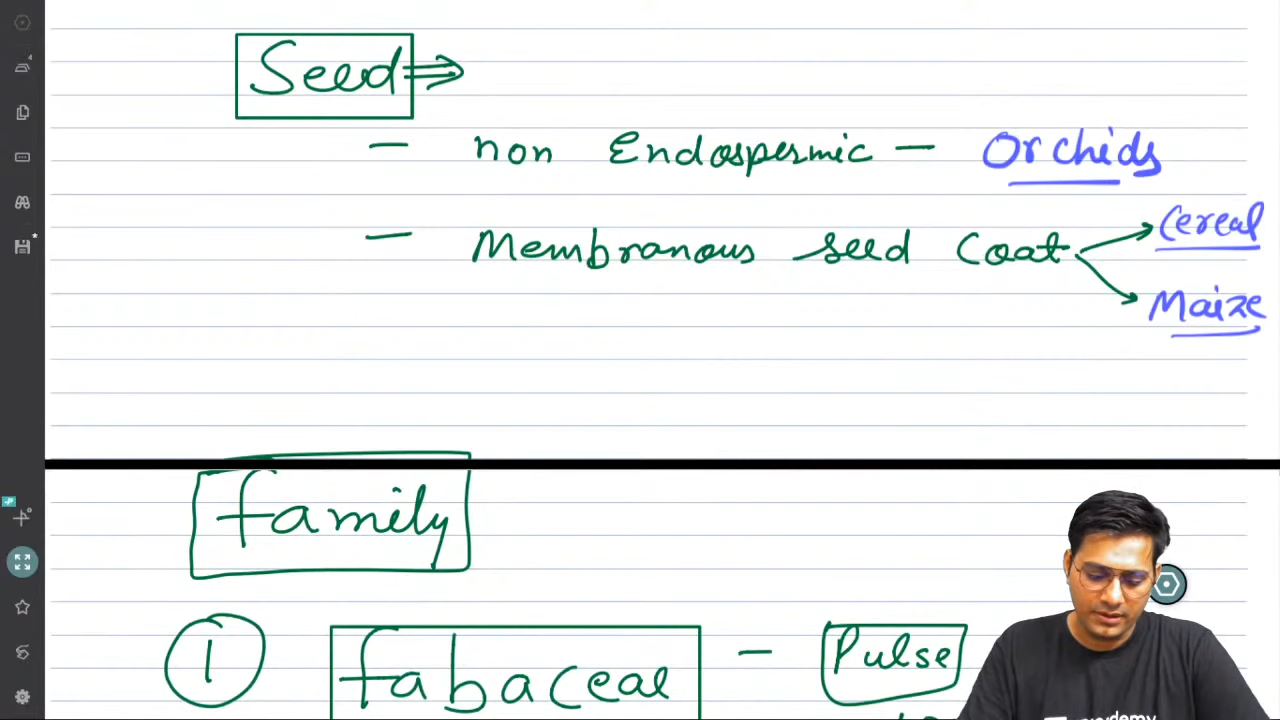 Seed ⇒
- non Endospermic - Orchids
- Membranous seed coat → Cereal
→ Maize
family
1 fabaceae - Pulse